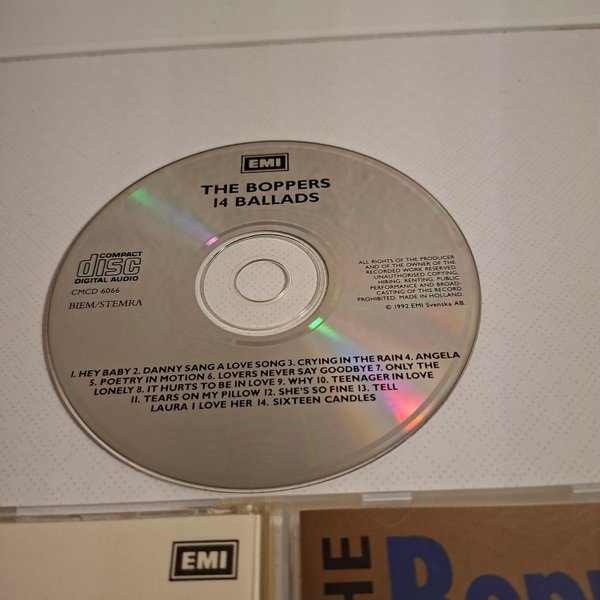 EMI
THE BOPPERS
14 BALLADS
COMPACT
disc
DIGITAL AUDIO
CMCD 6066
BIEM/STEMRA
ALL RIGHTS OF THE PRODUCER
AND OF THE OWNER OF THE
RECORDED WORK RESERVED.
UNAUTHORISED COPYING,
HIRING, RENTING, PUBLIC
PERFORMANCE AND BROAD-
CASTING OF THIS RECORD
PROHIBITED. MADE IN HOLLAND.
© 1992 EMI Svenska AB.
1. HEY BABY 2. DANNY SANG A LOVE SONG 3. CRYING IN THE RAIN 4. ANGELA
5. POETRY IN MOTION 6. LOVERS NEVER SAY GOODBYE 7. ONLY THE
LONELY 8. IT HURTS TO BE IN LOVE 9. WHY 10. TEENAGER IN LOVE
11. TEARS ON MY PILLOW 12. SHE'S SO FINE 13. TELL
LAURA I LOVE HER 14. SIXTEEN CANDLES
EMI
THE